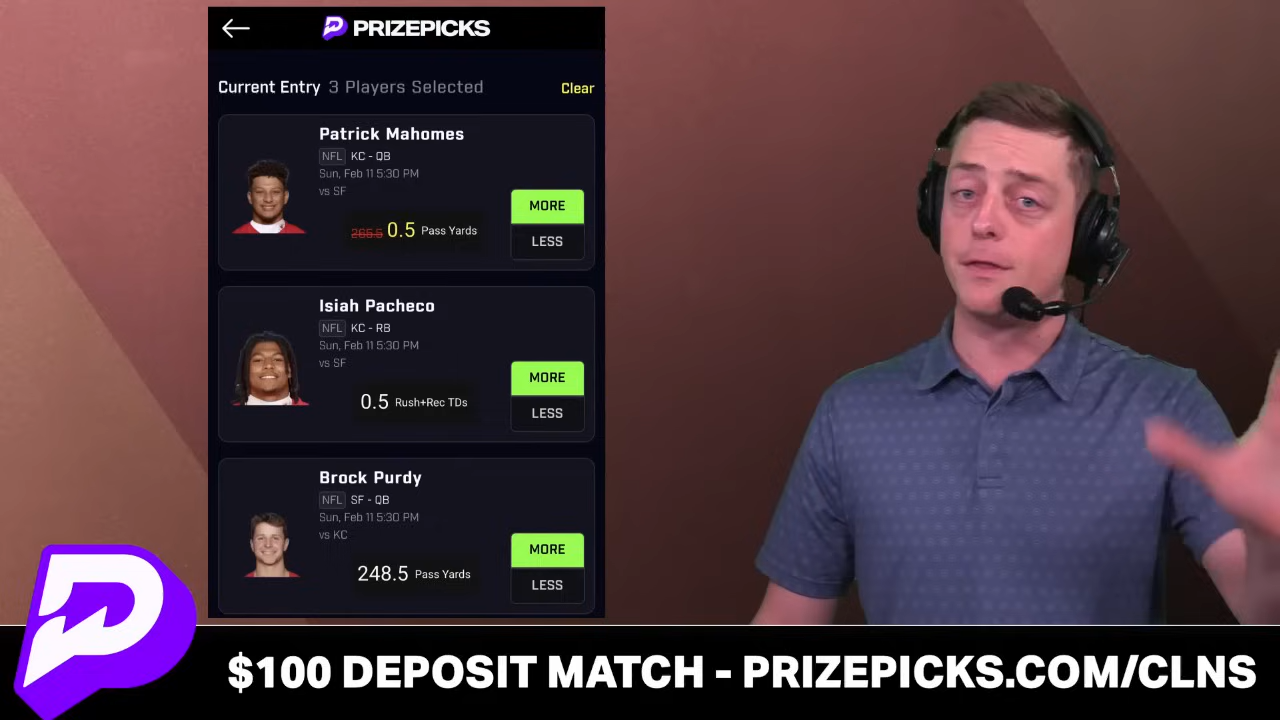 PRIZEPICKS
Current Entry 3 Players Selected Clear
Patrick Mahomes
NFL KC - QB
Sun, Feb 11 5:30 PM
vs SF
265.5 0.5 Pass Yards
MORE
LESS
Isiah Pacheco
NFL KC - RB
Sun, Feb 11 5:30 PM
vs SF
0.5 Rush+Rec TDs
MORE
LESS
Brock Purdy
NFL SF - QB
Sun, Feb 11 5:30 PM
vs KC
248.5 Pass Yards
MORE
LESS
$100 DEPOSIT MATCH - PRIZEPICKS.COM/CLNS